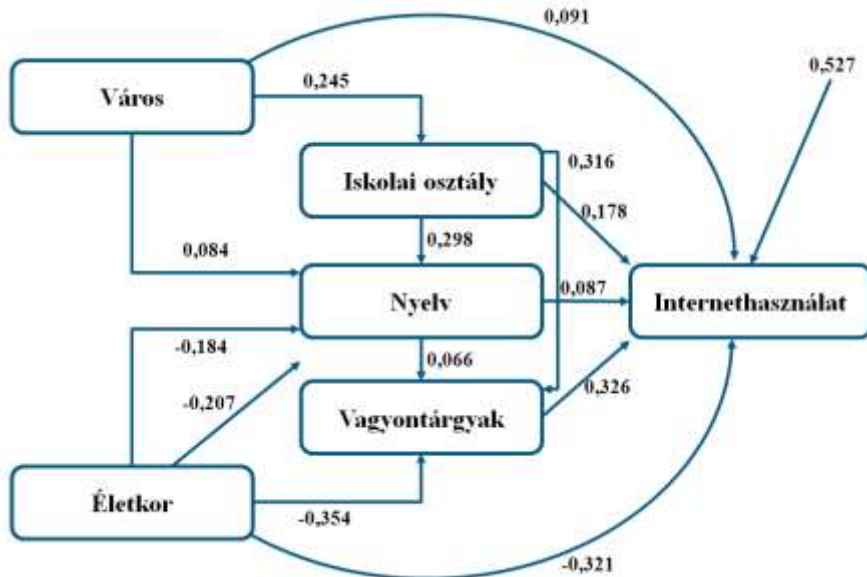 0,091
0,527
Város
0,245
Iskolai osztály
0,316
0,178
0,298
0,084
Nyelv
0,087
Internethasználat
-0,184
0,066
-0,207
Vagyontárgyak
0,326
Életkor
-0,354
-0,321